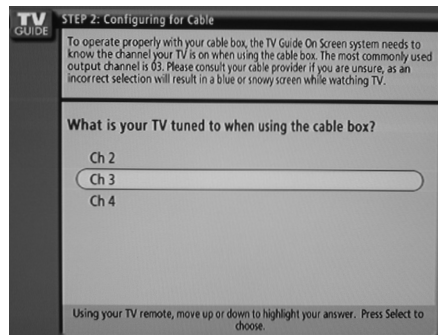 TV
GUIDE
STEP 2: Configuring for Cable
To operate properly with your cable box, the TV Guide On Screen system needs to
know the channel your TV is on when using the cable box. The most commonly used
output channel is 03. Please consult your cable provider if you are unsure, as an
incorrect selection will result in a blue or snowy screen while watching TV.
What is your TV tuned to when using the cable box?
Ch 2
Ch 3
Ch 4
Using your TV remote, move up or down to highlight your answer. Press Select to
choose.